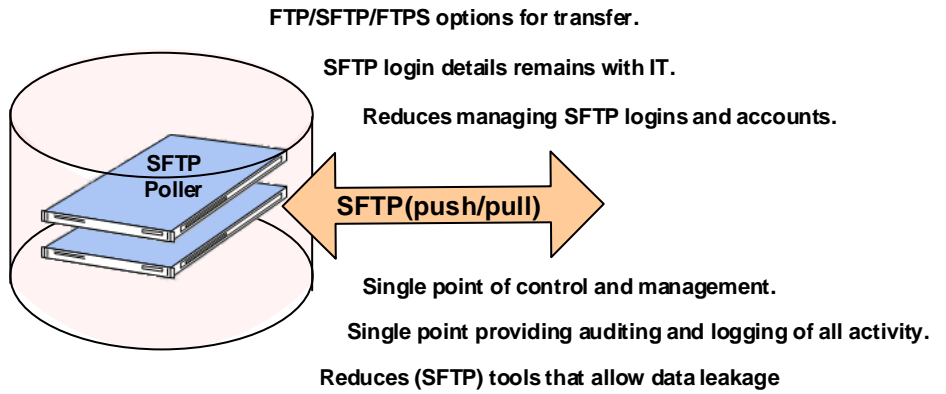 FTP/SFTP/FTPS options for transfer.
SFTP login details remains with IT.
Reduces managing SFTP logins and accounts.
SFTP
Poller
SFTP(push/pull)
Single point of control and management.
Single point providing auditing and logging of all activity.
Reduces (SFTP) tools that allow data leakage